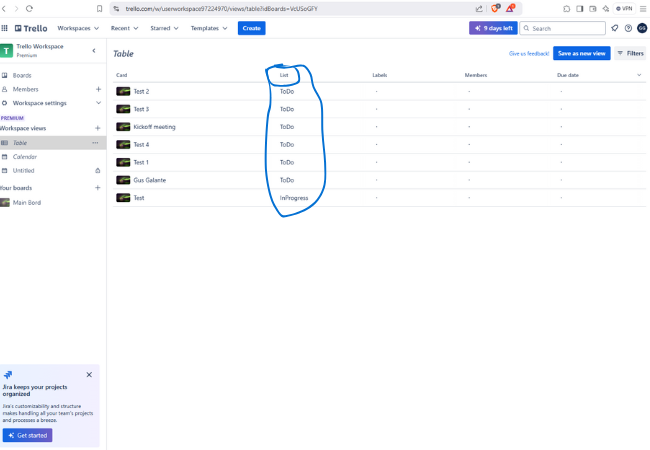 trello.com/w/userworkspace97224970/views/table?idBoards=VcUSoGFY
VPN
Trello
Workspaces
Recent
Starred
Templates
Create
9 days left
Search
GG
T
Trello Workspace
Premium
Boards
Members
Workspace settings
PREMIUM
Workspace views
Table
Calendar
Untitled
Your boards
Main Bord
Table
Give us feedback!
Save as new view
Filters
Card List Labels Members Due date
Test 2 ToDo
Test 3 ToDo
Kickoff meeting ToDo
Test 4 ToDo
Test 1 ToDo
Gus Galante ToDo
Test InProgress
Jira keeps your projects
organized
Jira's customizability and structure
makes handling all your team's projects
and processes a breeze.
Get started